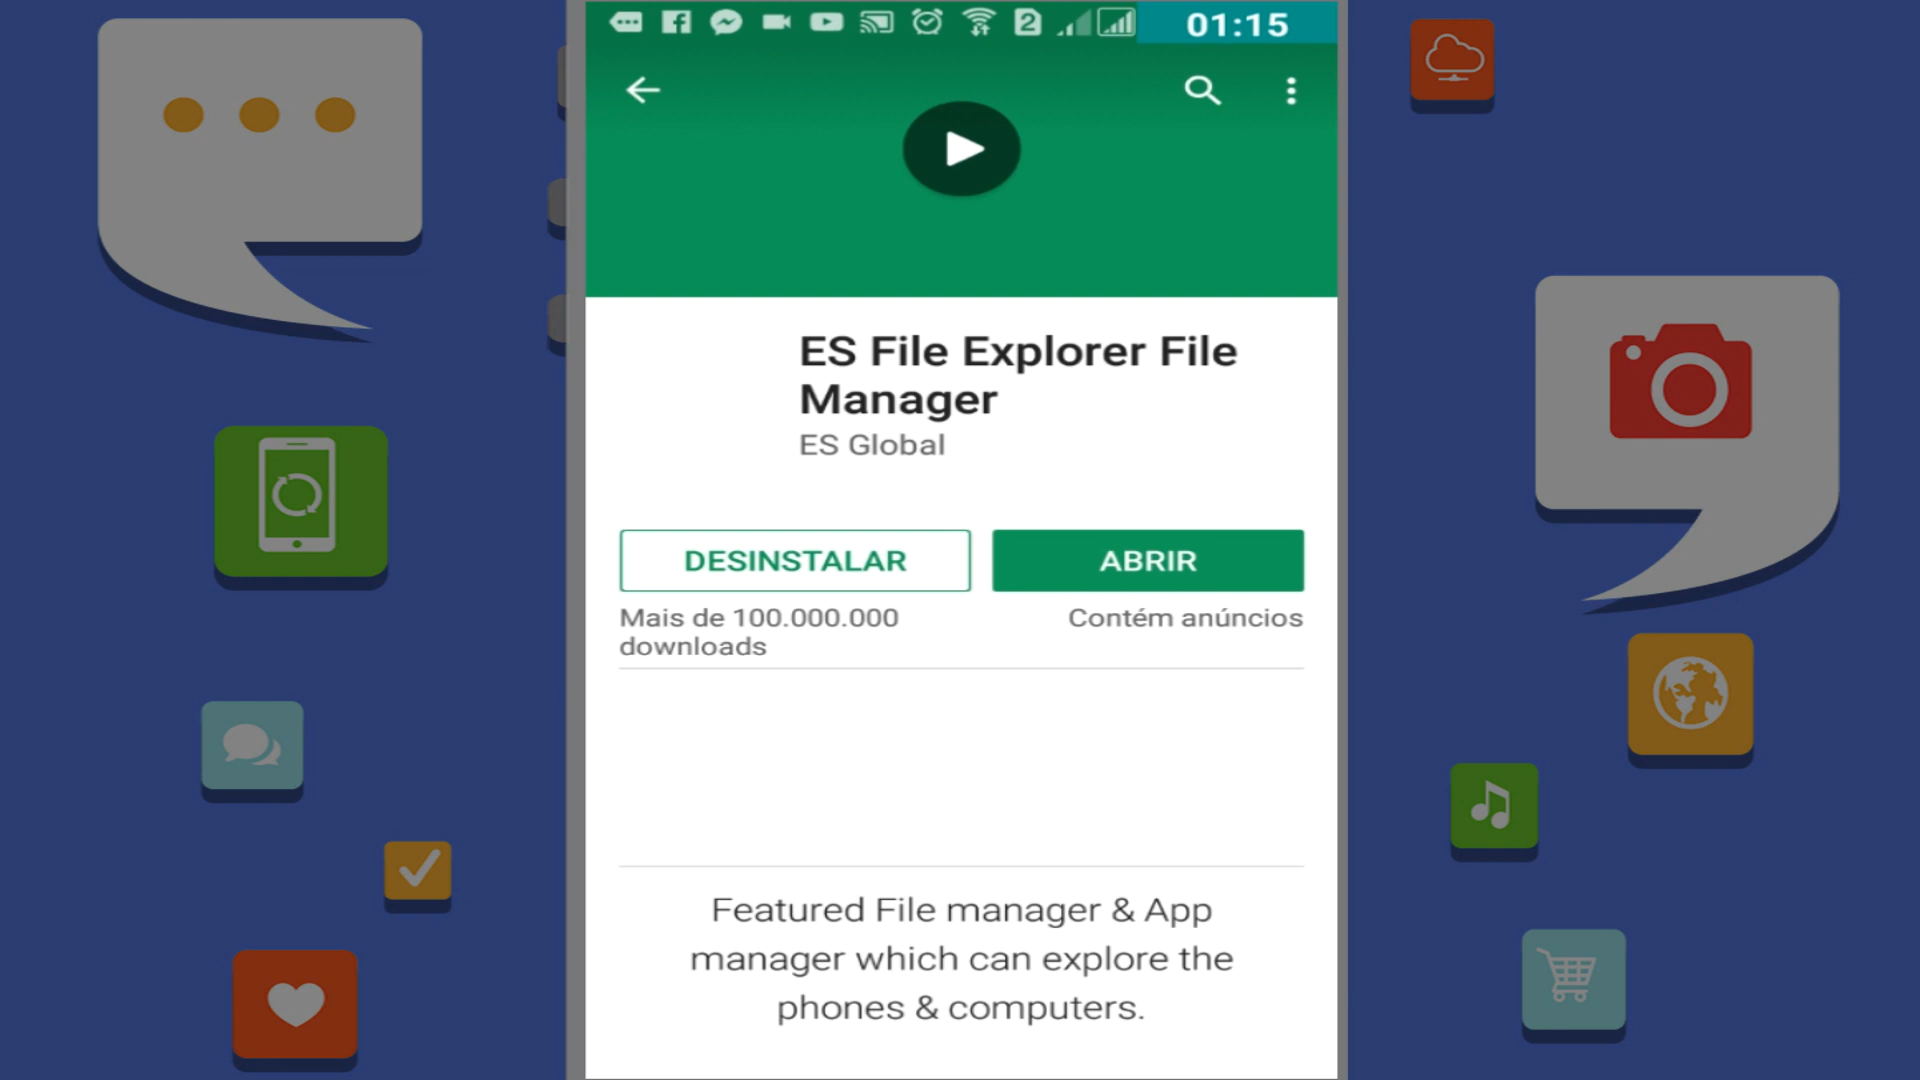 2
01:15
ES File Explorer File
Manager
ES Global
DESINSTALAR
ABRIR
Mais de 100.000.000
downloads
Contém anúncios
Featured File manager & App
manager which can explore the
phones & computers.